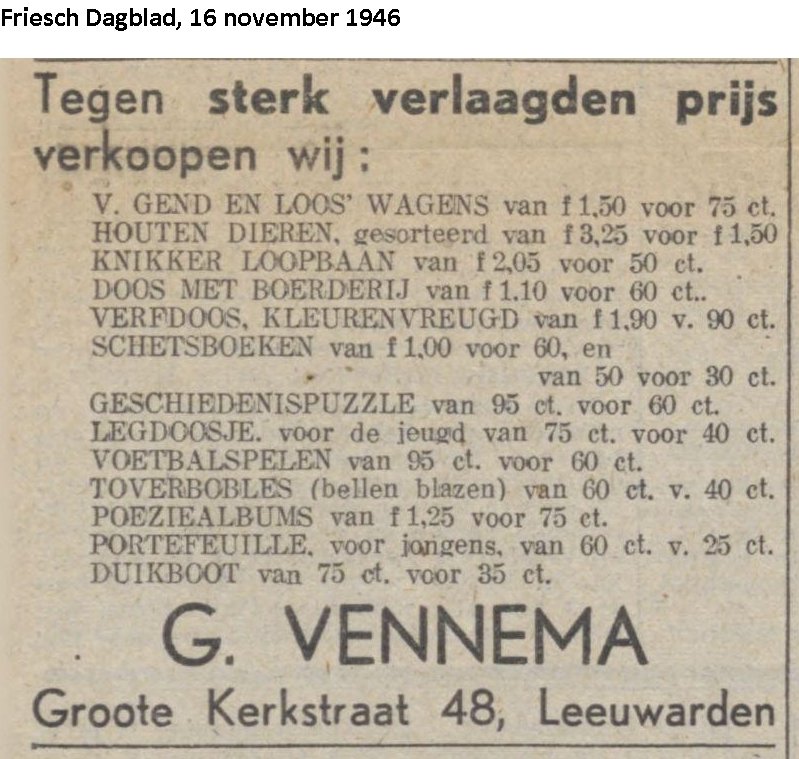 Friesch Dagblad, 16 november 1946
Tegen sterk verlaagden prijs
verkoopen wij :
V. GEND EN LOOS' WAGENS van f 1,50 voor 75 ct.
HOUTEN DIEREN, gesorteerd van f 3,25 voor f 1,50
KNIKKER LOOPBAAN van f 2,05 voor 50 ct.
DOOS MET BOERDERIJ van f 1.10 voor 60 ct..
VERFDOOS, KLEURENVREUGD van f 1,90 v. 90 ct.
SCHETSBOEKEN van f 1,00 voor 60, en
van 50 voor 30 ct.
GESCHIEDENISPUZZLE van 95 ct. voor 60 ct.
LEGDOOSJE. voor de jeugd van 75 ct. voor 40 ct.
VOETBALSPELEN van 95 ct. voor 60 ct.
TOVERBOBLES (bellen blazen) van 60 ct. v. 40 ct.
POEZIEALBUMS van f 1,25 voor 75 ct.
PORTEFEUILLE, voor jongens, van 60 ct. v. 25 ct.
DUIKBOOT van 75 ct. voor 35 ct.
G. VENNEMA
Groote Kerkstraat 48, Leeuwarden